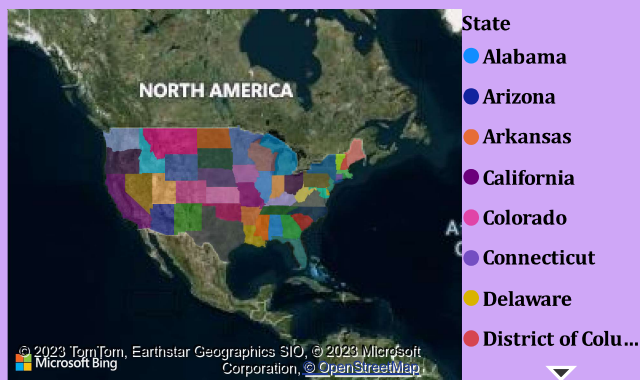 State
NORTH AMERICA
Alabama
Arizona
Arkansas
California
Colorado
Connecticut
Delaware
District of Colu...
© 2023 TomTom, Earthstar Geographics SIO, © 2023 Microsoft
Corporation, © OpenStreetMap
Microsoft Bing